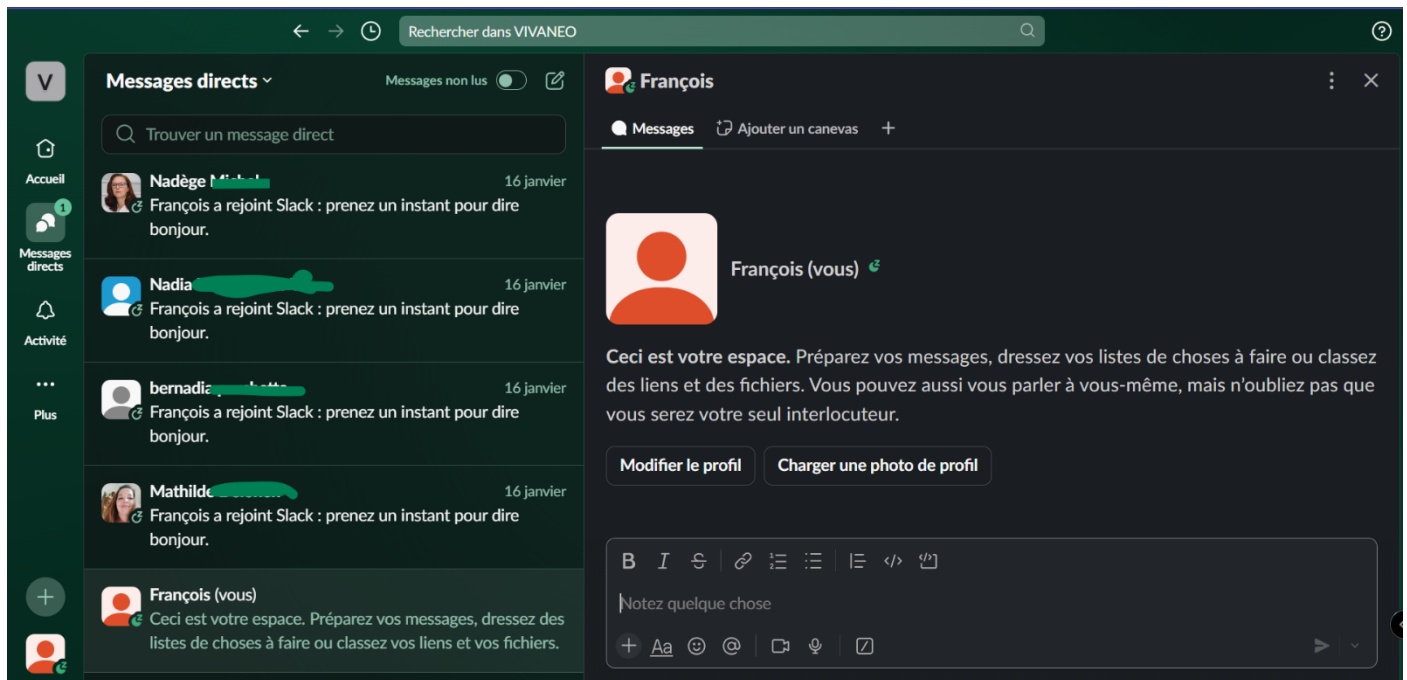 Rechercher dans VIVANEO
V
Accueil
1
Messages
directs
Activité
Plus
Messages directs
Messages non lus
Trouver un message direct
Nadège
16 janvier
François a rejoint Slack : prenez un instant pour dire
bonjour.
Nadia
16 janvier
François a rejoint Slack : prenez un instant pour dire
bonjour.
bernadia
16 janvier
François a rejoint Slack : prenez un instant pour dire
bonjour.
Mathilde
16 janvier
François a rejoint Slack : prenez un instant pour dire
bonjour.
François (vous)
Ceci est votre espace. Préparez vos messages, dressez des
listes de choses à faire ou classez vos liens et vos fichiers.
François
Messages
Ajouter un canevas
François (vous)
Ceci est votre espace. Préparez vos messages, dressez vos listes de choses à faire ou classez
des liens et des fichiers. Vous pouvez aussi vous parler à vous-même, mais n’oubliez pas que
vous serez votre seul interlocuteur.
Modifier le profil
Charger une photo de profil
Notez quelque chose
Aa